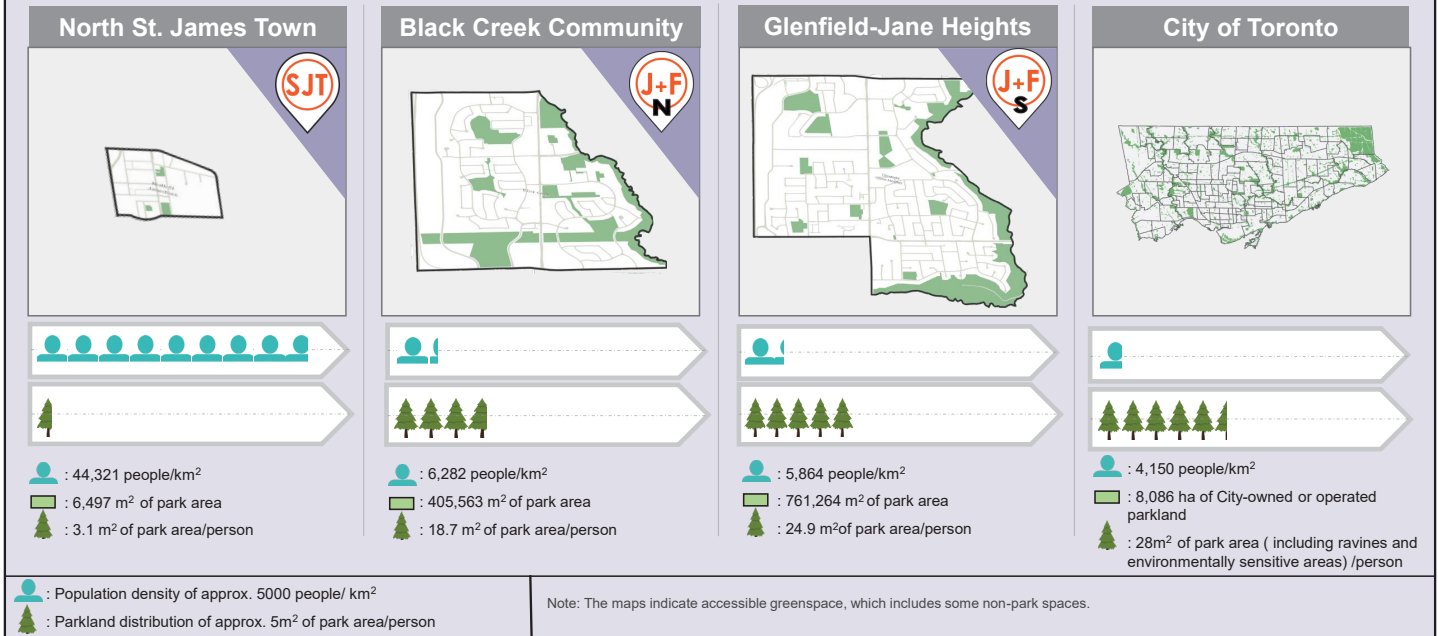 North St. James Town
SJT
: 44,321 people/km²
: 6,497 m² of park area
: 3.1 m² of park area/person
Black Creek Community
J+F
N
: 6,282 people/km²
: 405,563 m² of park area
: 18.7 m² of park area/person
Glenfield-Jane Heights
J+F
S
: 5,864 people/km²
: 761,264 m² of park area
: 24.9 m²of park area/person
City of Toronto
: 4,150 people/km²
: 8,086 ha of City-owned or operated
parkland
: 28m² of park area ( including ravines and
environmentally sensitive areas) /person
: Population density of approx. 5000 people/ km²
: Parkland distribution of approx. 5m² of park area/person
Note: The maps indicate accessible greenspace, which includes some non-park spaces.